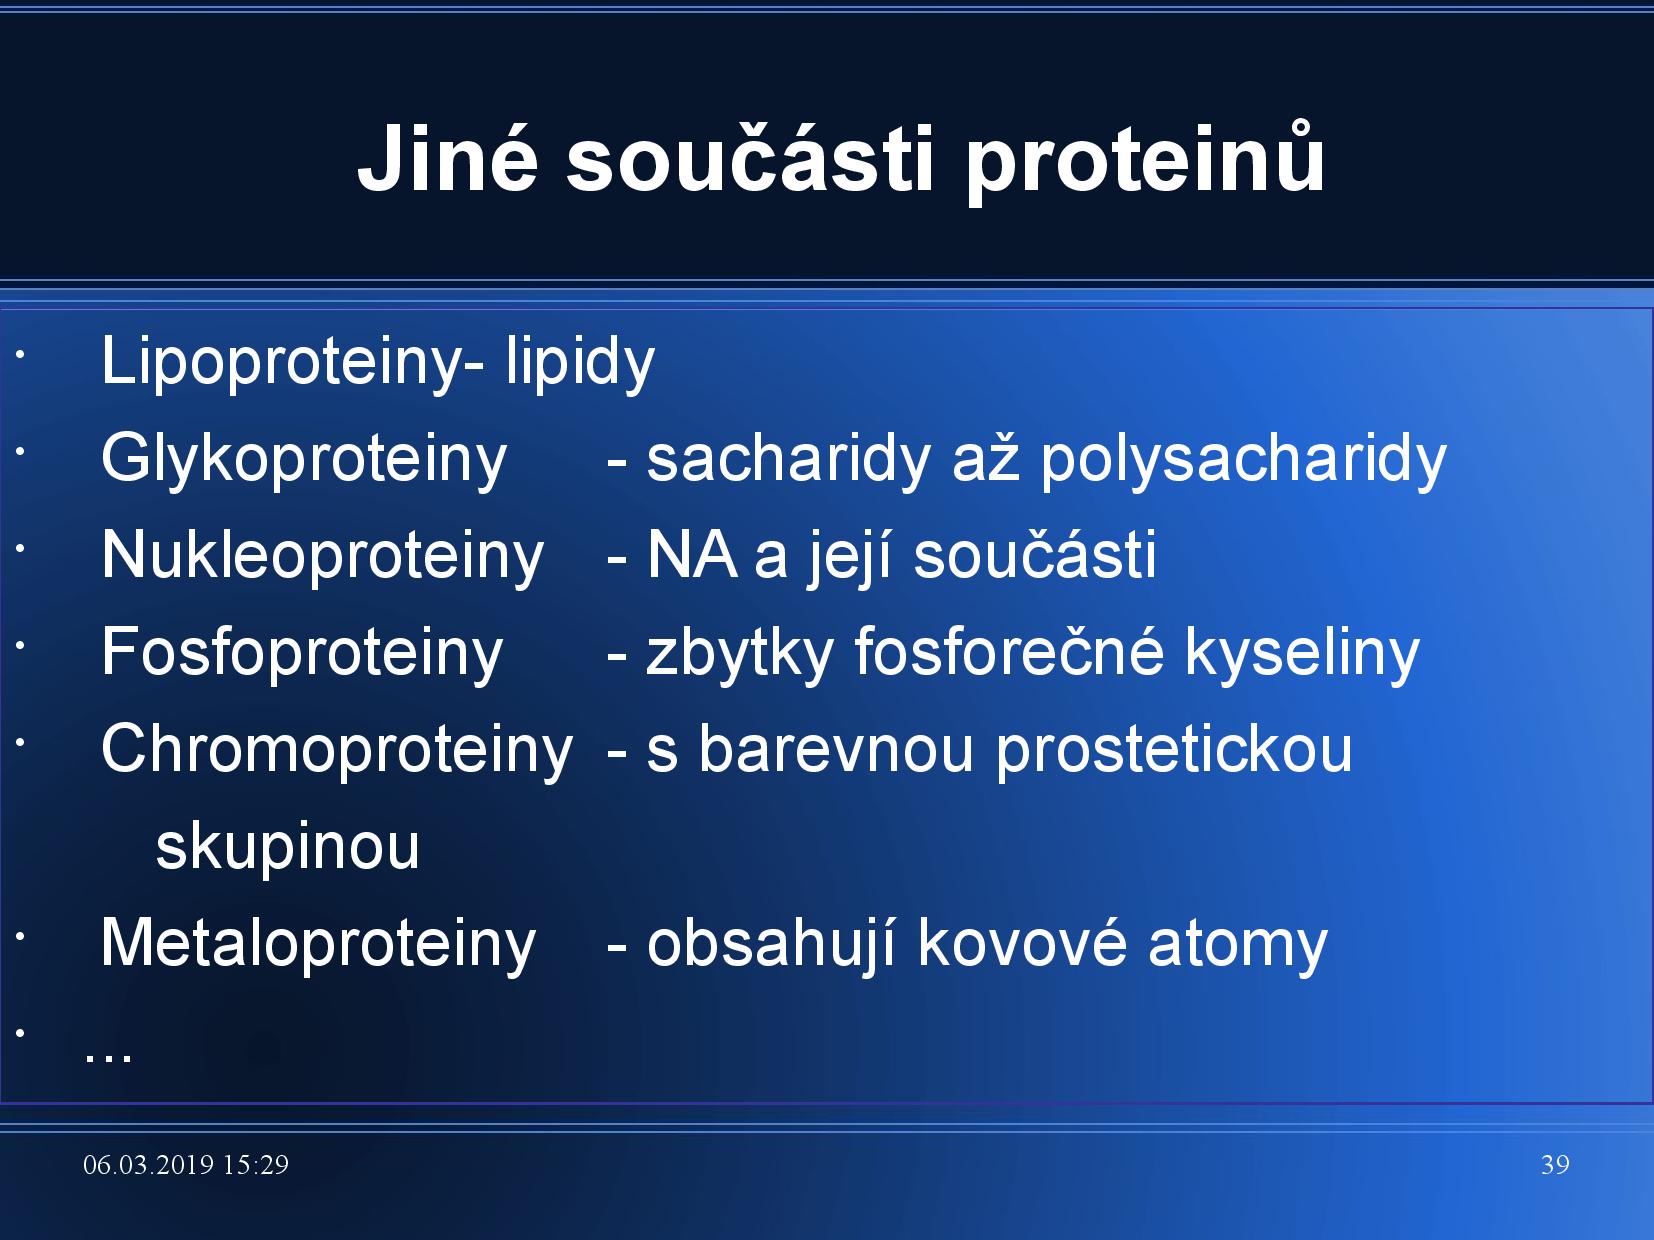 Jiné součásti proteinů
• Lipoproteiny- lipidy
• Glykoproteiny - sacharidy až polysacharidy
• Nukleoproteiny - NA a její součásti
• Fosfoproteiny - zbytky fosforečné kyseliny
• Chromoproteiny - s barevnou prostetickou
skupinou
• Metaloproteiny - obsahují kovové atomy
• ...
06.03.2019 15:29
39